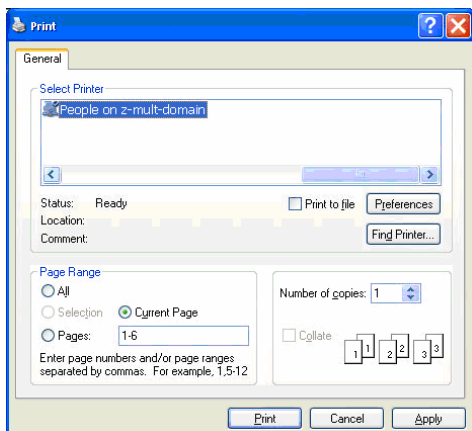 Print
General
Select Printer
People on z-mult-domain
Status: Ready
Print to file
Preferences
Location:
Comment:
Find Printer...
Page Range
All
Selection
Current Page
Pages: 1-6
Enter page numbers and/or page ranges
separated by commas. For example, 1,5-12
Number of copies: 1
Collate
1 1 2 2 3 3
Print Cancel Apply